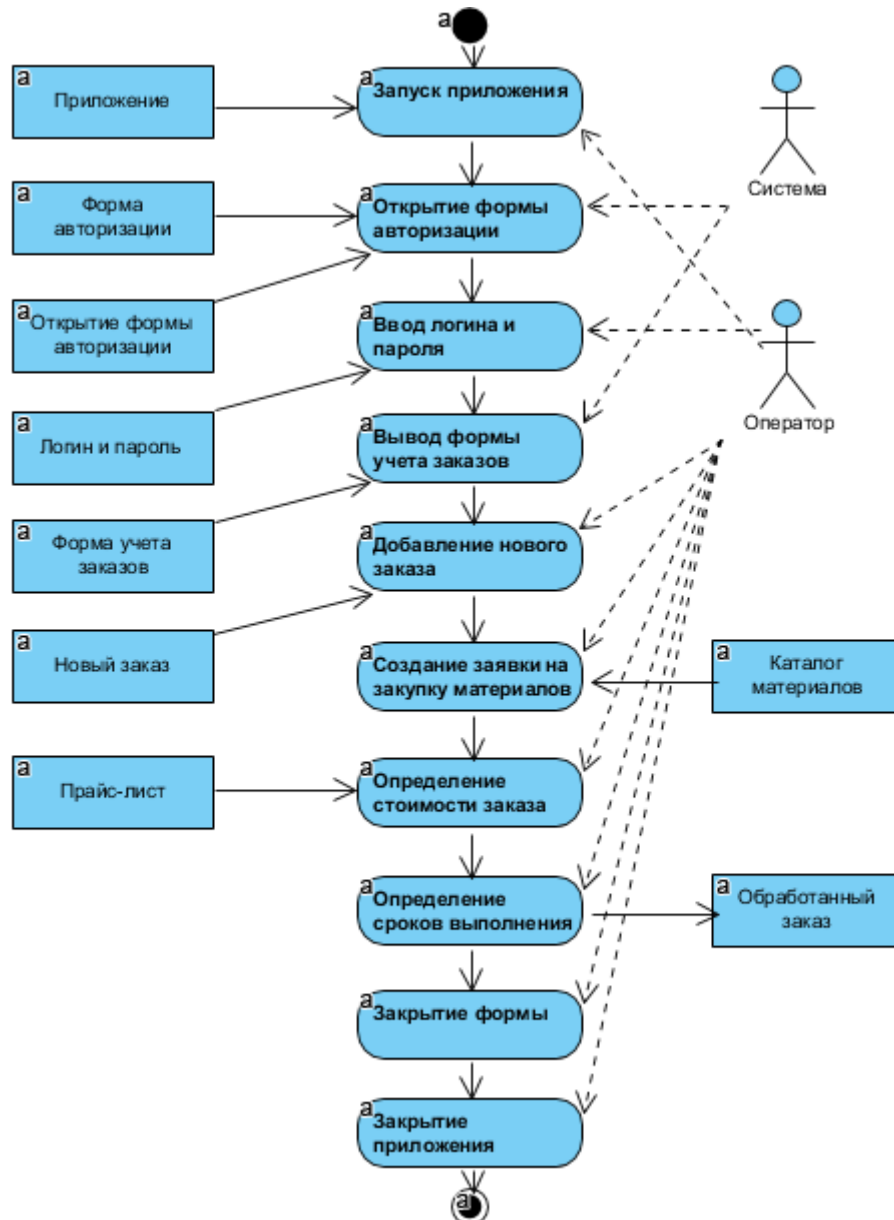 a
a
Запуск приложения
a
Приложение
Система
a
Форма
авторизации
a
Открытие формы
авторизации
a
Открытие формы
авторизации
a
Ввод логина и
пароля
Оператор
a
Логин и пароль
a
Вывод формы
учета заказов
a
Форма учета
заказов
a
Добавление нового
заказа
a
Новый заказ
a
Создание заявки на
закупку материалов
a
Каталог
материалов
a
Прайс-лист
a
Определение
стоимости заказа
a
Определение
сроков выполнения
a
Обработанный
заказ
a
Закрытие формы
a
Закрытие
приложения
a